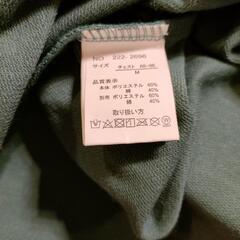 NO 222-2696
サイズ チェスト 88-96
M
品質表示
本体 ポリエステル 60%
綿 40%
別布 ポリエステル 60%
綿 40%
取り扱い方